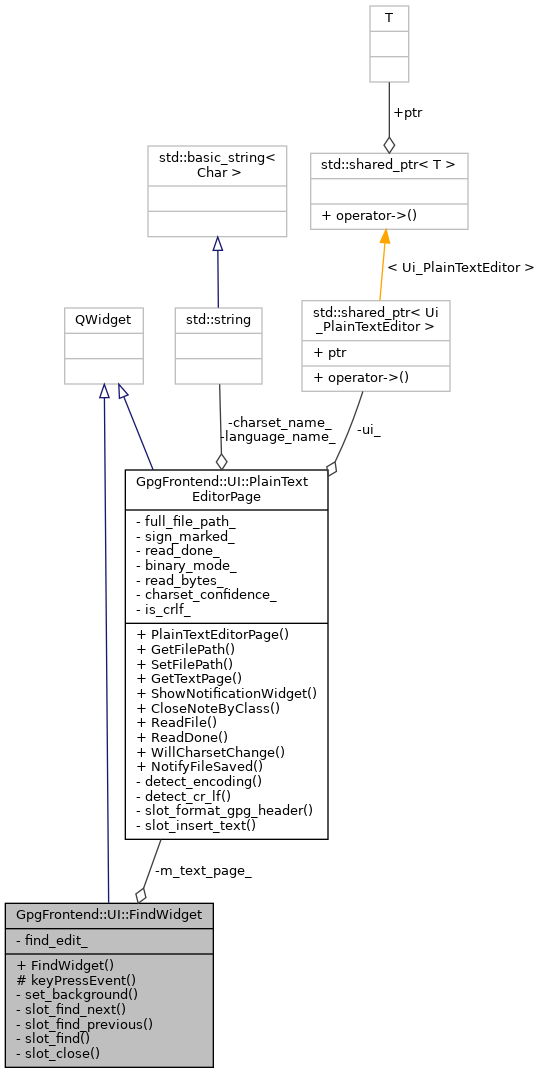 T
+ptr
std::basic_string<
Char >
std::shared_ptr< T >
+ operator->()
< Ui_PlainTextEditor >
QWidget
std::string
std::shared_ptr< Ui
_PlainTextEditor >
+ ptr
+ operator->()
-charset_name_
-language_name_
-ui_
GpgFrontend::UI::PlainText
EditorPage
- full_file_path_
- sign_marked_
- read_done_
- binary_mode_
- read_bytes_
- charset_confidence_
- is_crlf_
+ PlainTextEditorPage()
+ GetFilePath()
+ SetFilePath()
+ GetTextPage()
+ ShowNotificationWidget()
+ CloseNoteByClass()
+ ReadFile()
+ ReadDone()
+ WillCharsetChange()
+ NotifyFileSaved()
- detect_encoding()
- detect_cr_lf()
- slot_format_gpg_header()
- slot_insert_text()
-m_text_page_
GpgFrontend::UI::FindWidget
- find_edit_
+ FindWidget()
# keyPressEvent()
- set_background()
- slot_find_next()
- slot_find_previous()
- slot_find()
- slot_close()